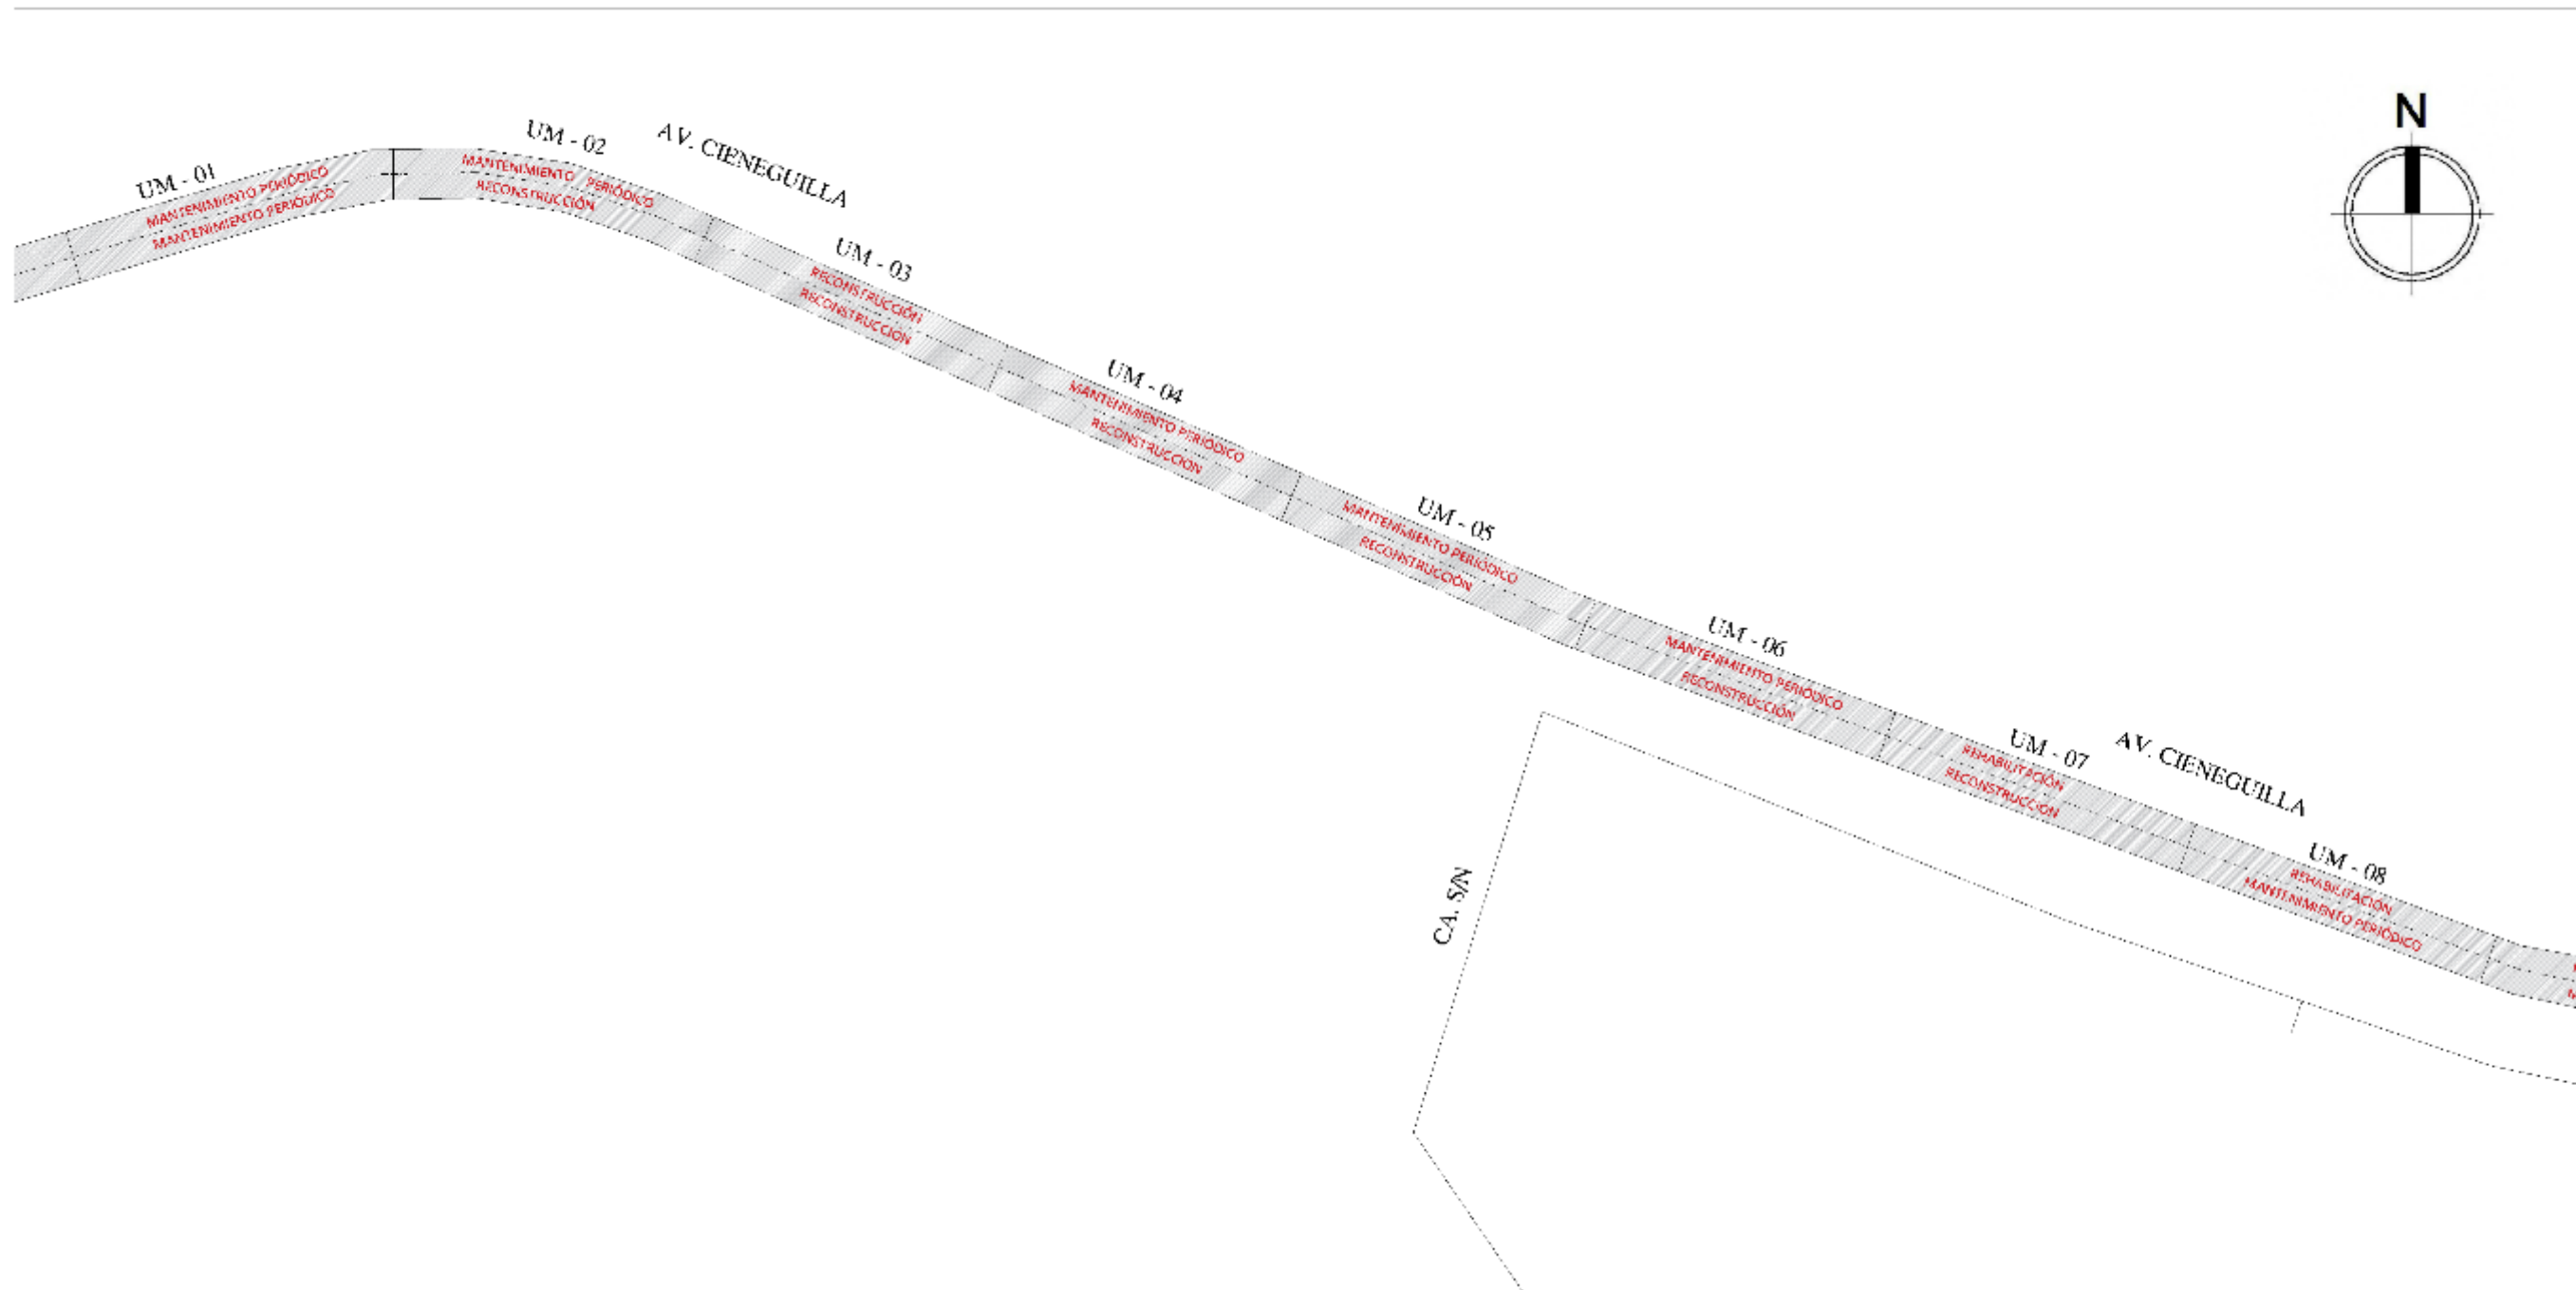 N
UM - 01
MANTENIMIENTO PERIÓDICO
MANTENIMIENTO PERIÓDICO
UM - 02
MANTENIMIENTO PERIÓDICO
RECONSTRUCCIÓN
AV. CIENEGUILLA
UM - 03
RECONSTRUCCIÓN
RECONSTRUCCIÓN
UM - 04
MANTENIMIENTO PERIÓDICO
RECONSTRUCCIÓN
UM - 05
MANTENIMIENTO PERIÓDICO
RECONSTRUCCIÓN
UM - 06
MANTENIMIENTO PERIÓDICO
RECONSTRUCCIÓN
UM - 07
REHABILITACIÓN
RECONSTRUCCIÓN
AV. CIENEGUILLA
UM - 08
REHABILITACIÓN
MANTENIMIENTO PERIÓDICO
CA. S/N